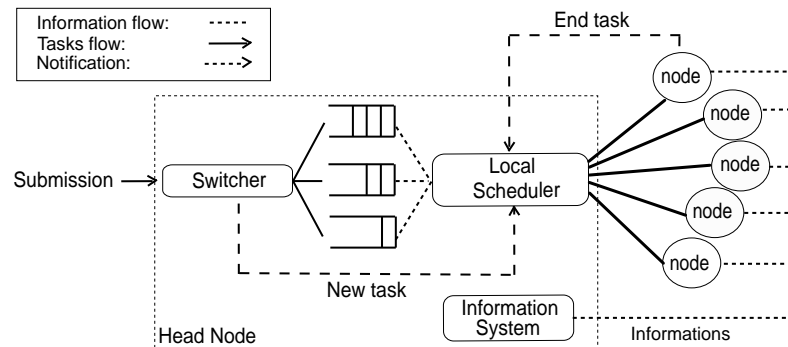 Information flow:
Tasks flow:
Notification:
End task
node
node
node
node
node
Submission
Switcher
Local
Scheduler
New task
Information
System
Head Node
Informations